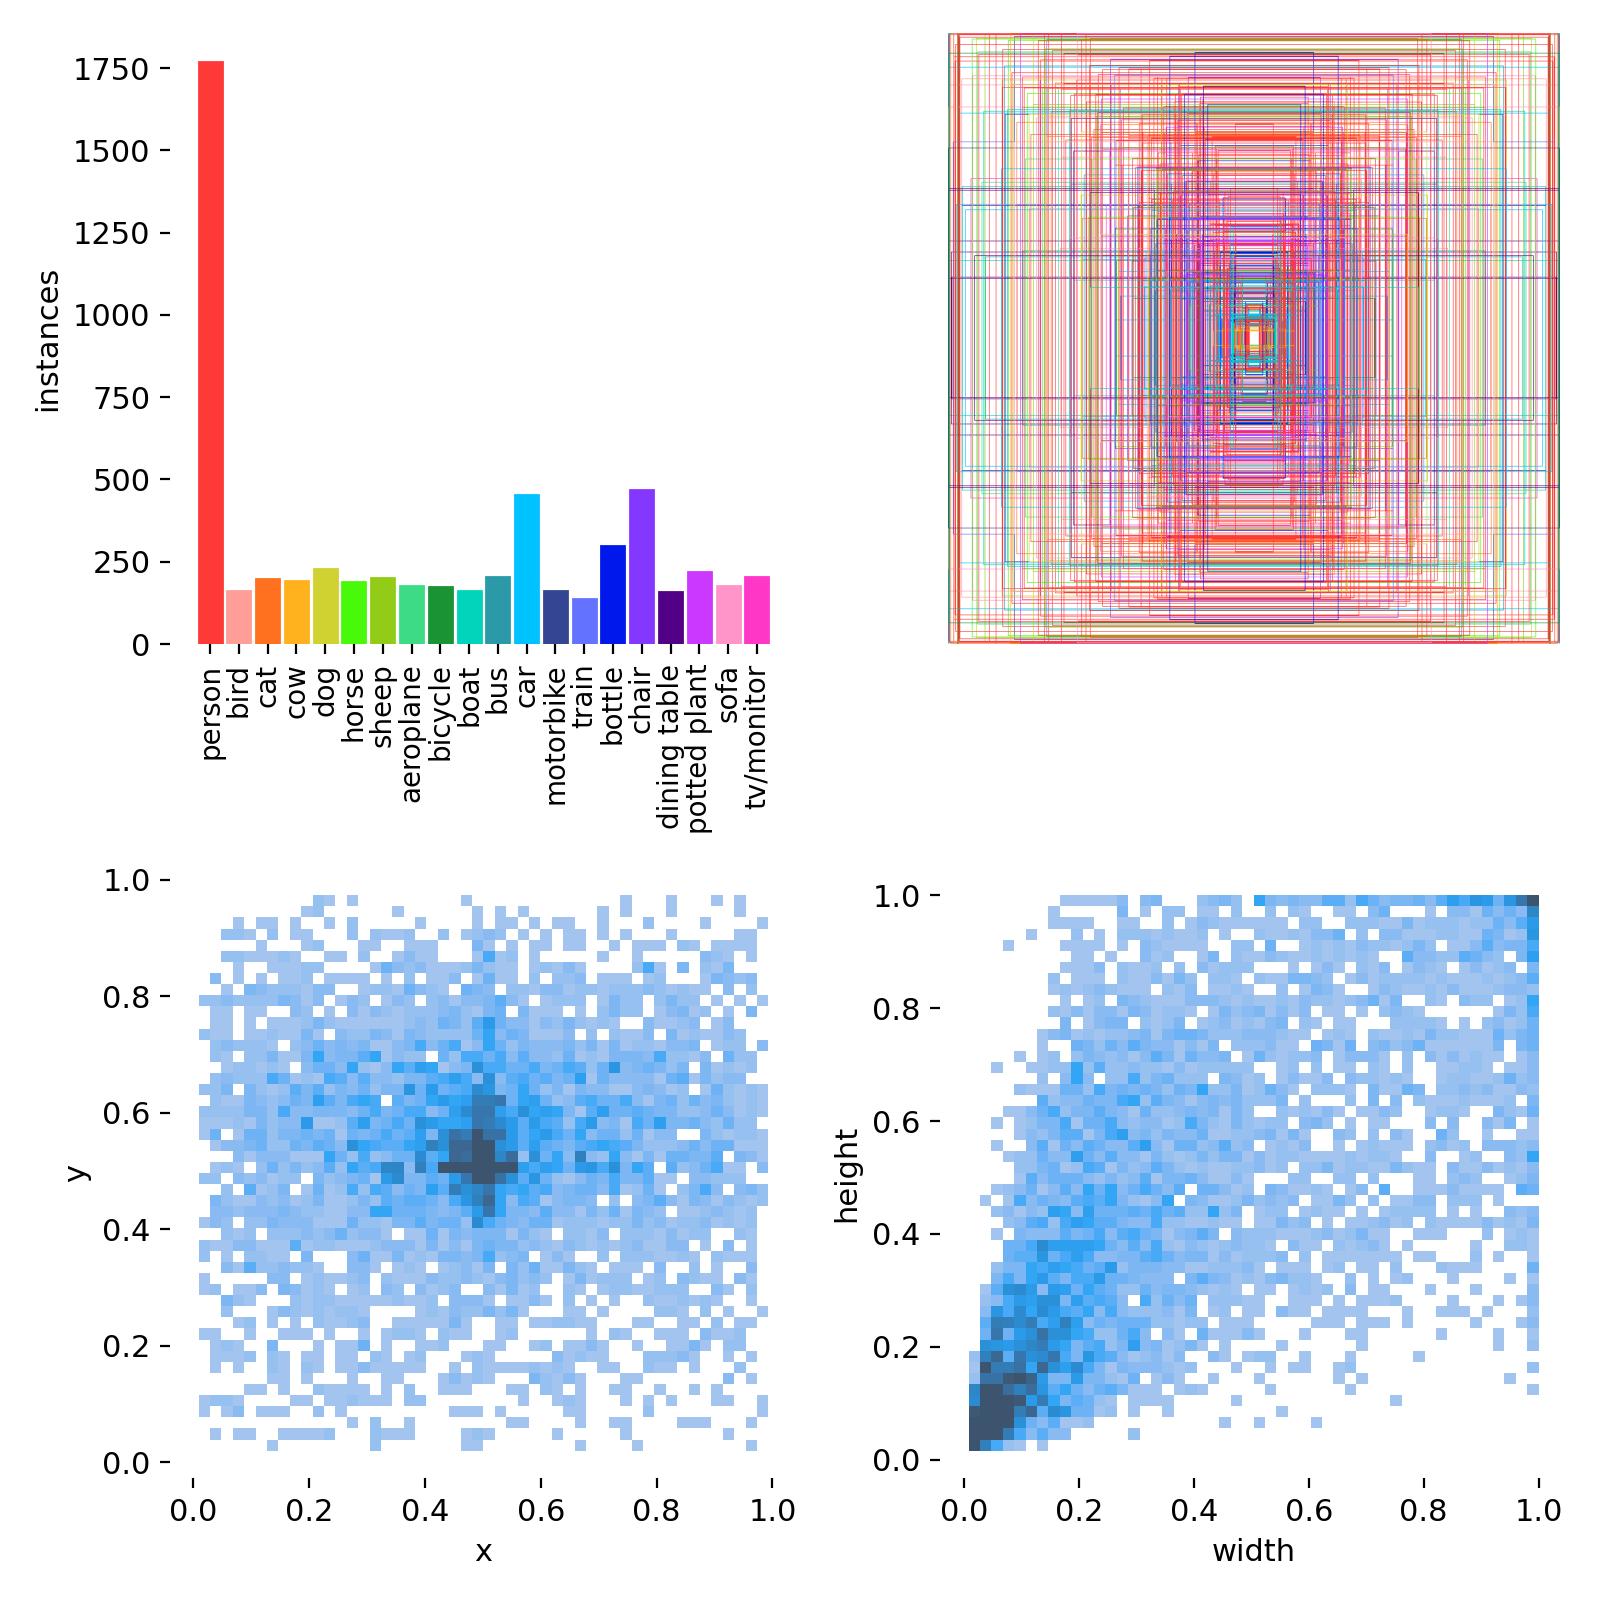 1750
1500
1250
1000
750
500
250
0
instances
person
bird
cat
cow
dog
horse
sheep
aeroplane
bicycle
boat
bus
car
motorbike
train
bottle
chair
dining table
potted plant
sofa
tv/monitor
1.0
0.8
0.6
0.4
0.2
0.0
y
0.0 0.2 0.4 0.6 0.8 1.0
x
1.0
0.8
0.6
0.4
0.2
0.0
height
0.0 0.2 0.4 0.6 0.8 1.0
width